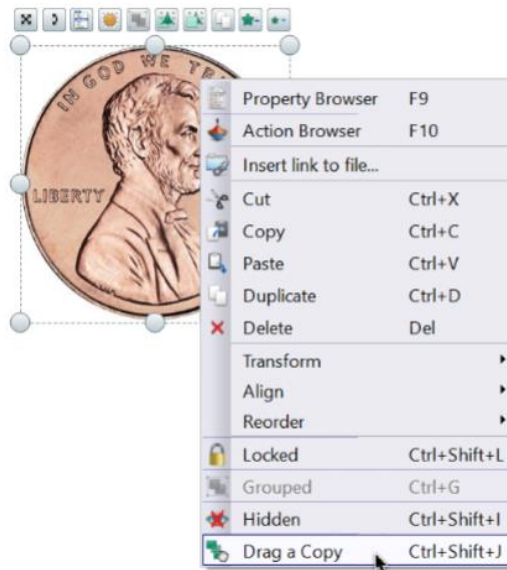 IN GOD WE TR
LIBERTY
Property Browser F9
Action Browser F10
Insert link to file...
Cut Ctrl+X
Copy Ctrl+C
Paste Ctrl+V
Duplicate Ctrl+D
Delete Del
Transform
Align
Reorder
Locked Ctrl+Shift+L
Grouped Ctrl+G
Hidden Ctrl+Shift+I
Drag a Copy Ctrl+Shift+J